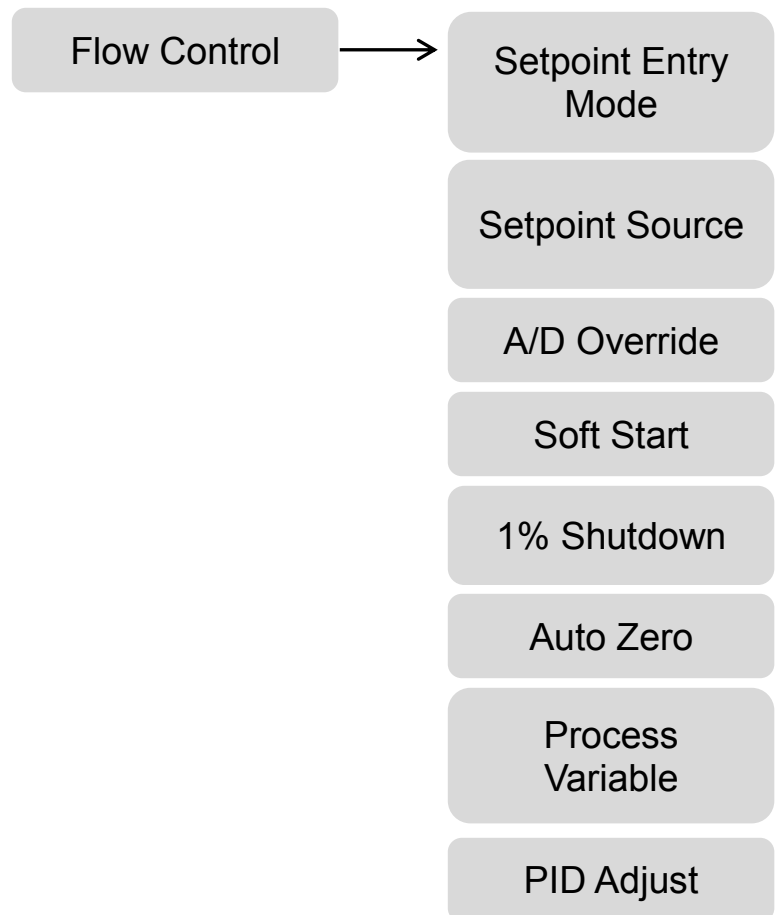 Flow Control
Setpoint Entry
Mode
Setpoint Source
A/D Override
Soft Start
1% Shutdown
Auto Zero
Process
Variable
PID Adjust